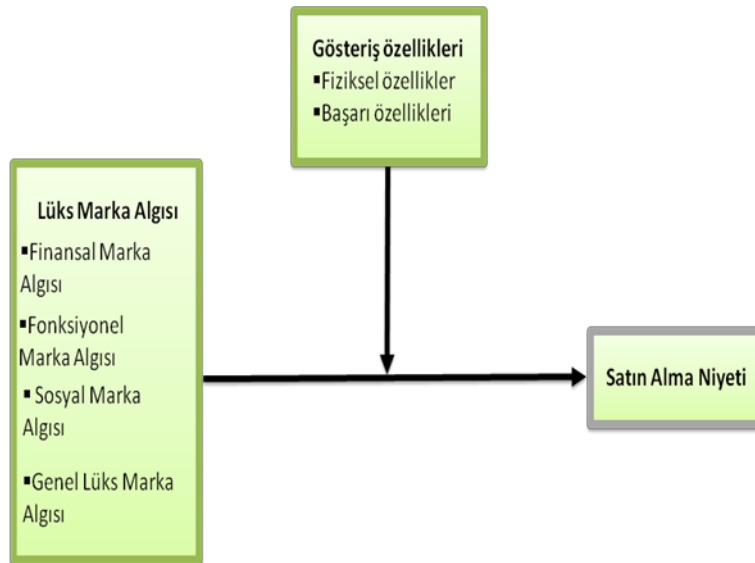 Gösteriş özellikleri
▪Fiziksel özellikler
▪Başarı özellikleri
Lüks Marka Algısı
▪Finansal Marka
Algısı
▪Fonksiyonel
Marka Algısı
▪ Sosyal Marka
Algısı
▪Genel Lüks Marka
Algısı
Satın Alma Niyeti